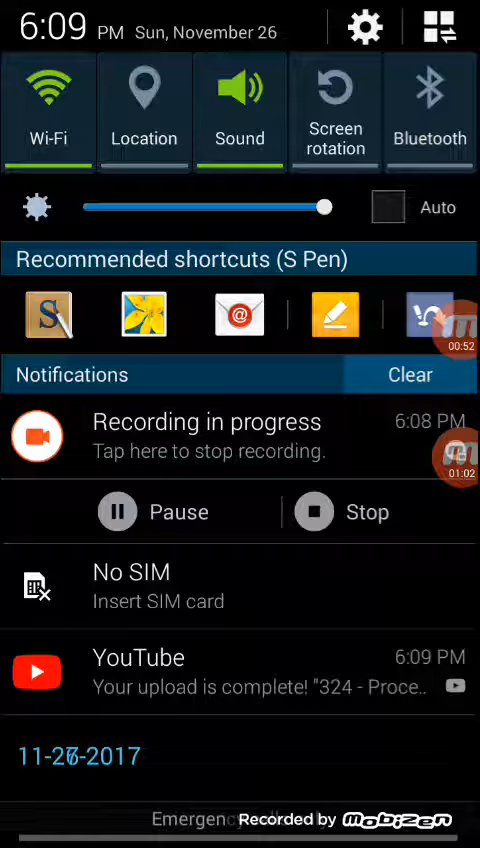 6:09 PM Sun, November 26
Wi-Fi
Location
Sound
Screen rotation
Bluetooth
Auto
Recommended shortcuts (S Pen)
00:52
Notifications
Clear
Recording in progress
6:08 PM
Tap here to stop recording.
01:02
Pause
Stop
No SIM
Insert SIM card
YouTube
6:09 PM
Your upload is complete! "324 - Proce..
-2017
Recorded by Mobizen